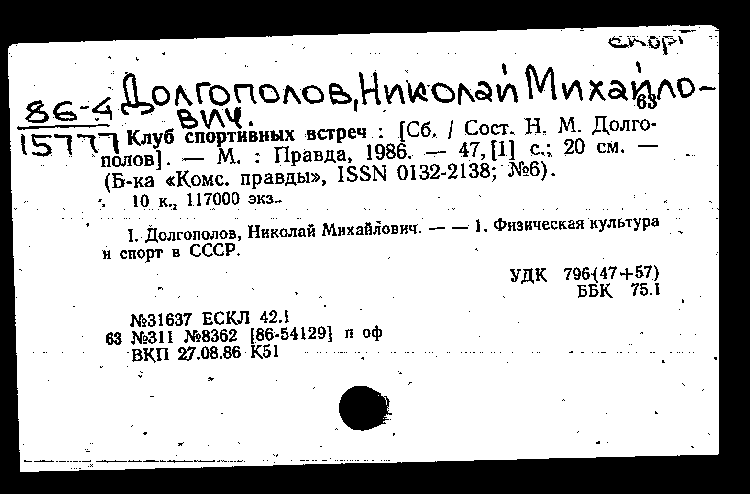 спорт
Долгополов, Николай Михайло-
вич.
86-4
15777
63
Клуб спортивных встреч : [Сб. / Сост. Н. М. Долго-
полов]. — М. : Правда, 1986. — 47, [1] с.; 20 см. —
(Б-ка «Комс. правды», ISSN 0132-2138; №6).
10 к., 117000 экз.
I. Долгополов, Николай Михайлович. — — 1. Физическая культура
и спорт в СССР.
УДК 796(47+57)
ББК 75.1
№31637 ЕСКЛ 42.1
63 №311 №8362 [86-54129] п оф
ВКП 27.08.86 К51